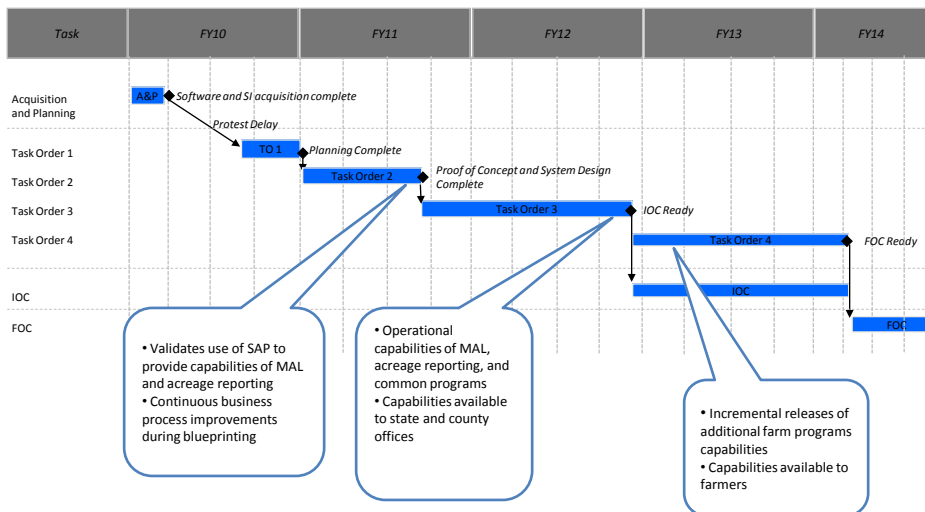 Task FY10 FY11 FY12 FY13 FY14
Acquisition
and Planning
A&P
Software and SI acquisition complete
Protest Delay
Task Order 1
TO 1
Planning Complete
Task Order 2
Task Order 2
Proof of Concept and System Design
Complete
Task Order 3
Task Order 3
IOC Ready
Task Order 4
Task Order 4
FOC Ready
IOC
IOC
FOC
FOC
• Validates use of SAP to
provide capabilities of MAL
and acreage reporting
• Continuous business
process improvements
during blueprinting
• Operational
capabilities of MAL,
acreage reporting, and
common programs
• Capabilities available
to state and county
offices
• Incremental releases of
additional farm programs
capabilities
• Capabilities available to
farmers